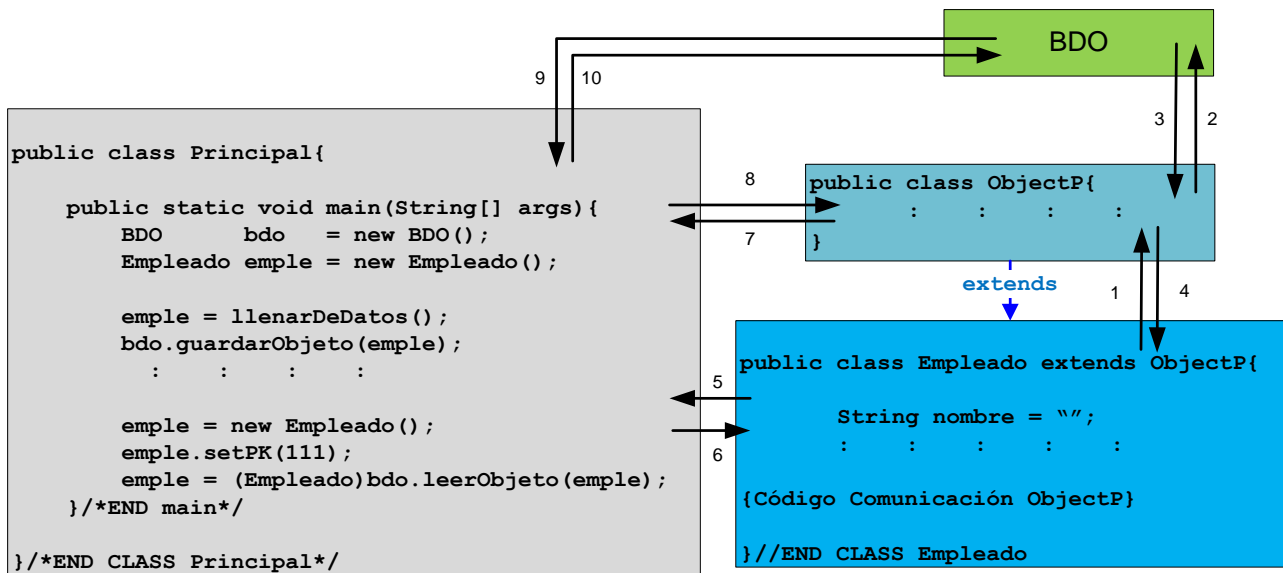 BDO
9
10
3
2
public class Principal{
public static void main(String[] args){
BDO bdo = new BDO();
Empleado emple = new Empleado();
emple = llenarDeDatos();
bdo.guardarObjeto(emple);
: : : :
emple = new Empleado();
emple.setPK(111);
emple = (Empleado)bdo.leerObjeto(emple);
}/*END main*/
}/*END CLASS Principal*/
8
7
public class ObjectP{
: : : :
}
extends
1
4
5
6
public class Empleado extends ObjectP{
String nombre = “”;
: : : : :
{Código Comunicación ObjectP}
}//END CLASS Empleado